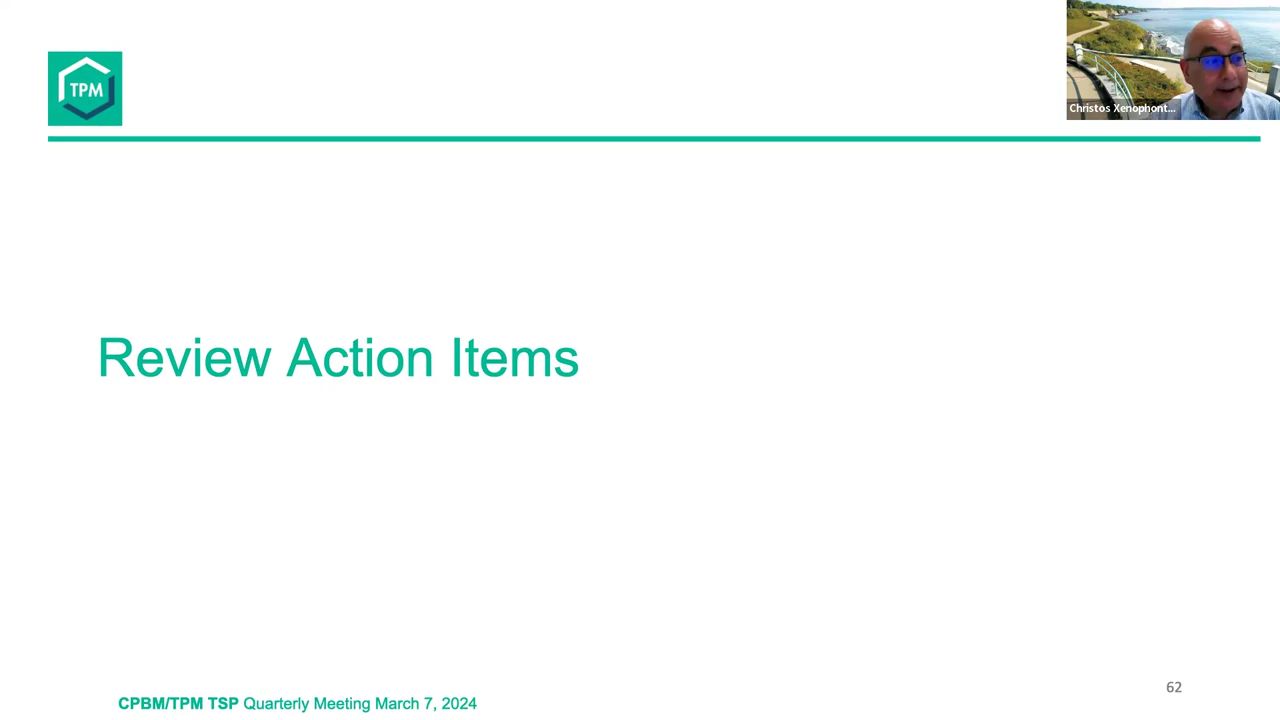 TPM
Christos Xenophont...
Review Action Items
62
CPBM/TPM TSP Quarterly Meeting March 7, 2024